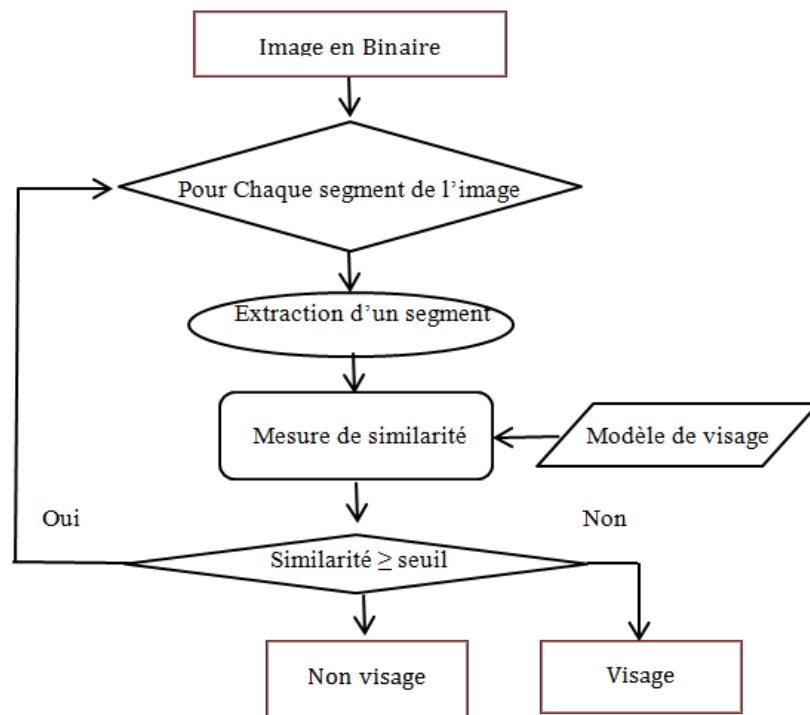 Image en Binaire
Pour Chaque segment de l’image
Extraction d’un segment
Mesure de similarité
Modèle de visage
Oui
Non
Similarité ≥ seuil
Non visage
Visage